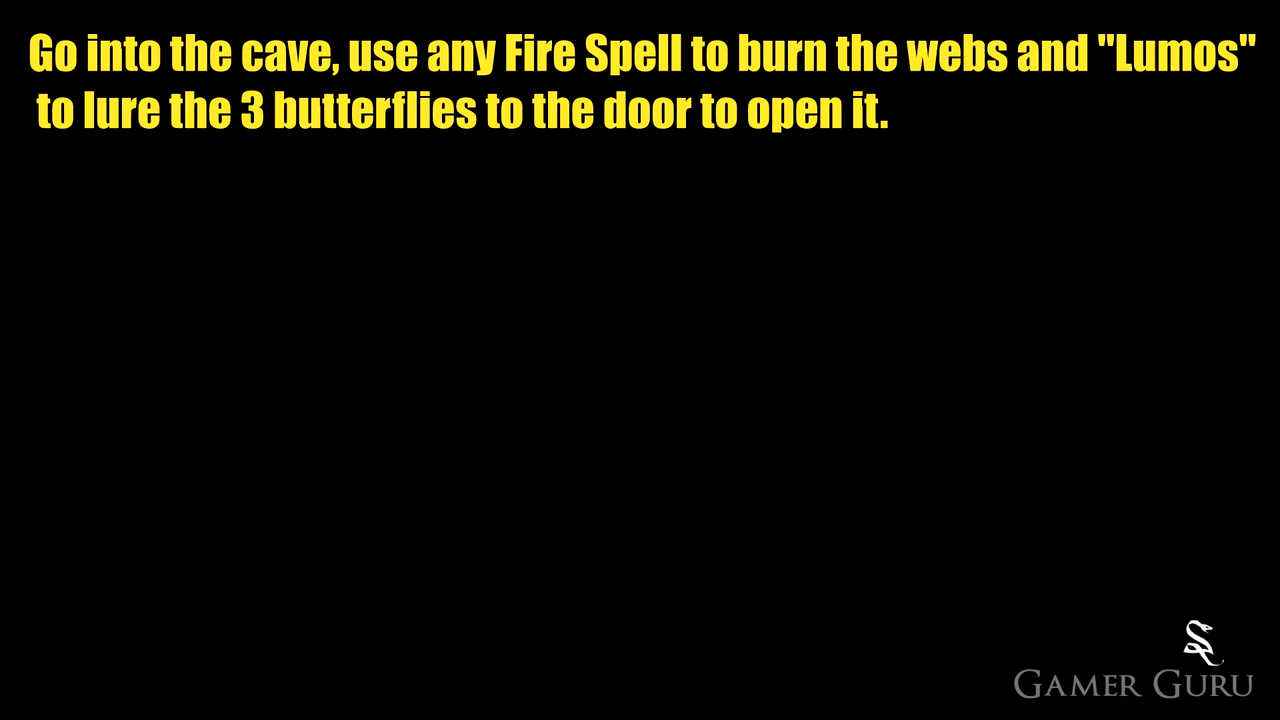 Go into the cave, use any Fire Spell to burn the webs and "Lumos"
to lure the 3 butterflies to the door to open it.
GAMER GURU